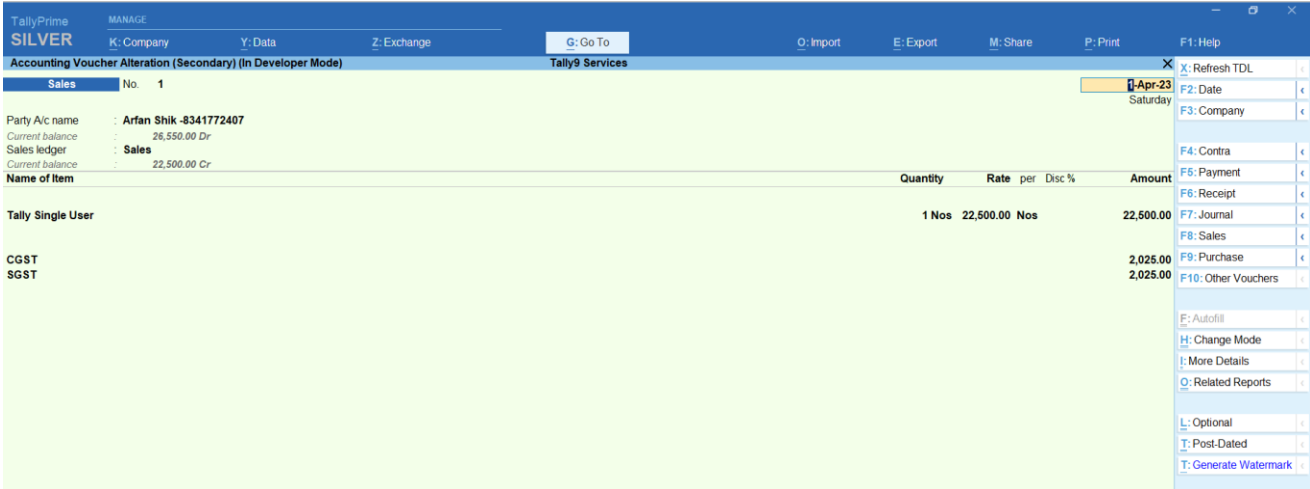 TallyPrime MANAGE
SILVER K: Company Y: Data Z: Exchange G: Go To O: Import E: Export M: Share P: Print F1: Help
Accounting Voucher Alteration (Secondary) (In Developer Mode) Tally9 Services
X: Refresh TDL
Sales No. 1 1-Apr-23
F2: Date
Saturday
F3: Company
Party A/c name : Arfan Shik -8341772407
Current balance : 26,550.00 Dr
Sales ledger : Sales
F4: Contra
Current balance : 22,500.00 Cr
Name of Item Quantity Rate per Disc % Amount
F5: Payment
F6: Receipt
Tally Single User 1 Nos 22,500.00 Nos 22,500.00
F7: Journal
F8: Sales
CGST 2,025.00
F9: Purchase
SGST 2,025.00
F10: Other Vouchers
F: Autofill
H: Change Mode
I: More Details
O: Related Reports
L: Optional
T: Post-Dated
T: Generate Watermark